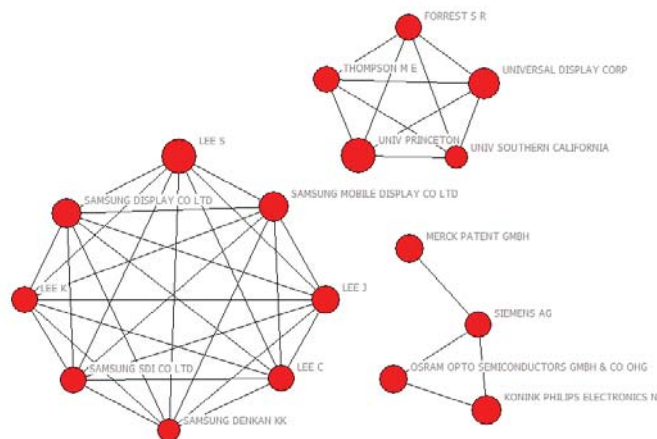 FORREST S R
THOMPSON M E
UNIVERSAL DISPLAY CORP
UNIV PRINCETON
UNIV SOUTHERN CALIFORNIA
LEE S
SAMSUNG DISPLAY CO LTD
SAMSUNG MOBILE DISPLAY CO LTD
LEE K
LEE J
SAMSUNG SDI CO LTD
LEE C
SAMSUNG DENKAN KK
MERCK PATENT GMBH
SIEMENS AG
OSRAM OPTO SEMICONDUCTORS GMBH & CO OHG
KONINK PHILIPS ELECTRONICS N